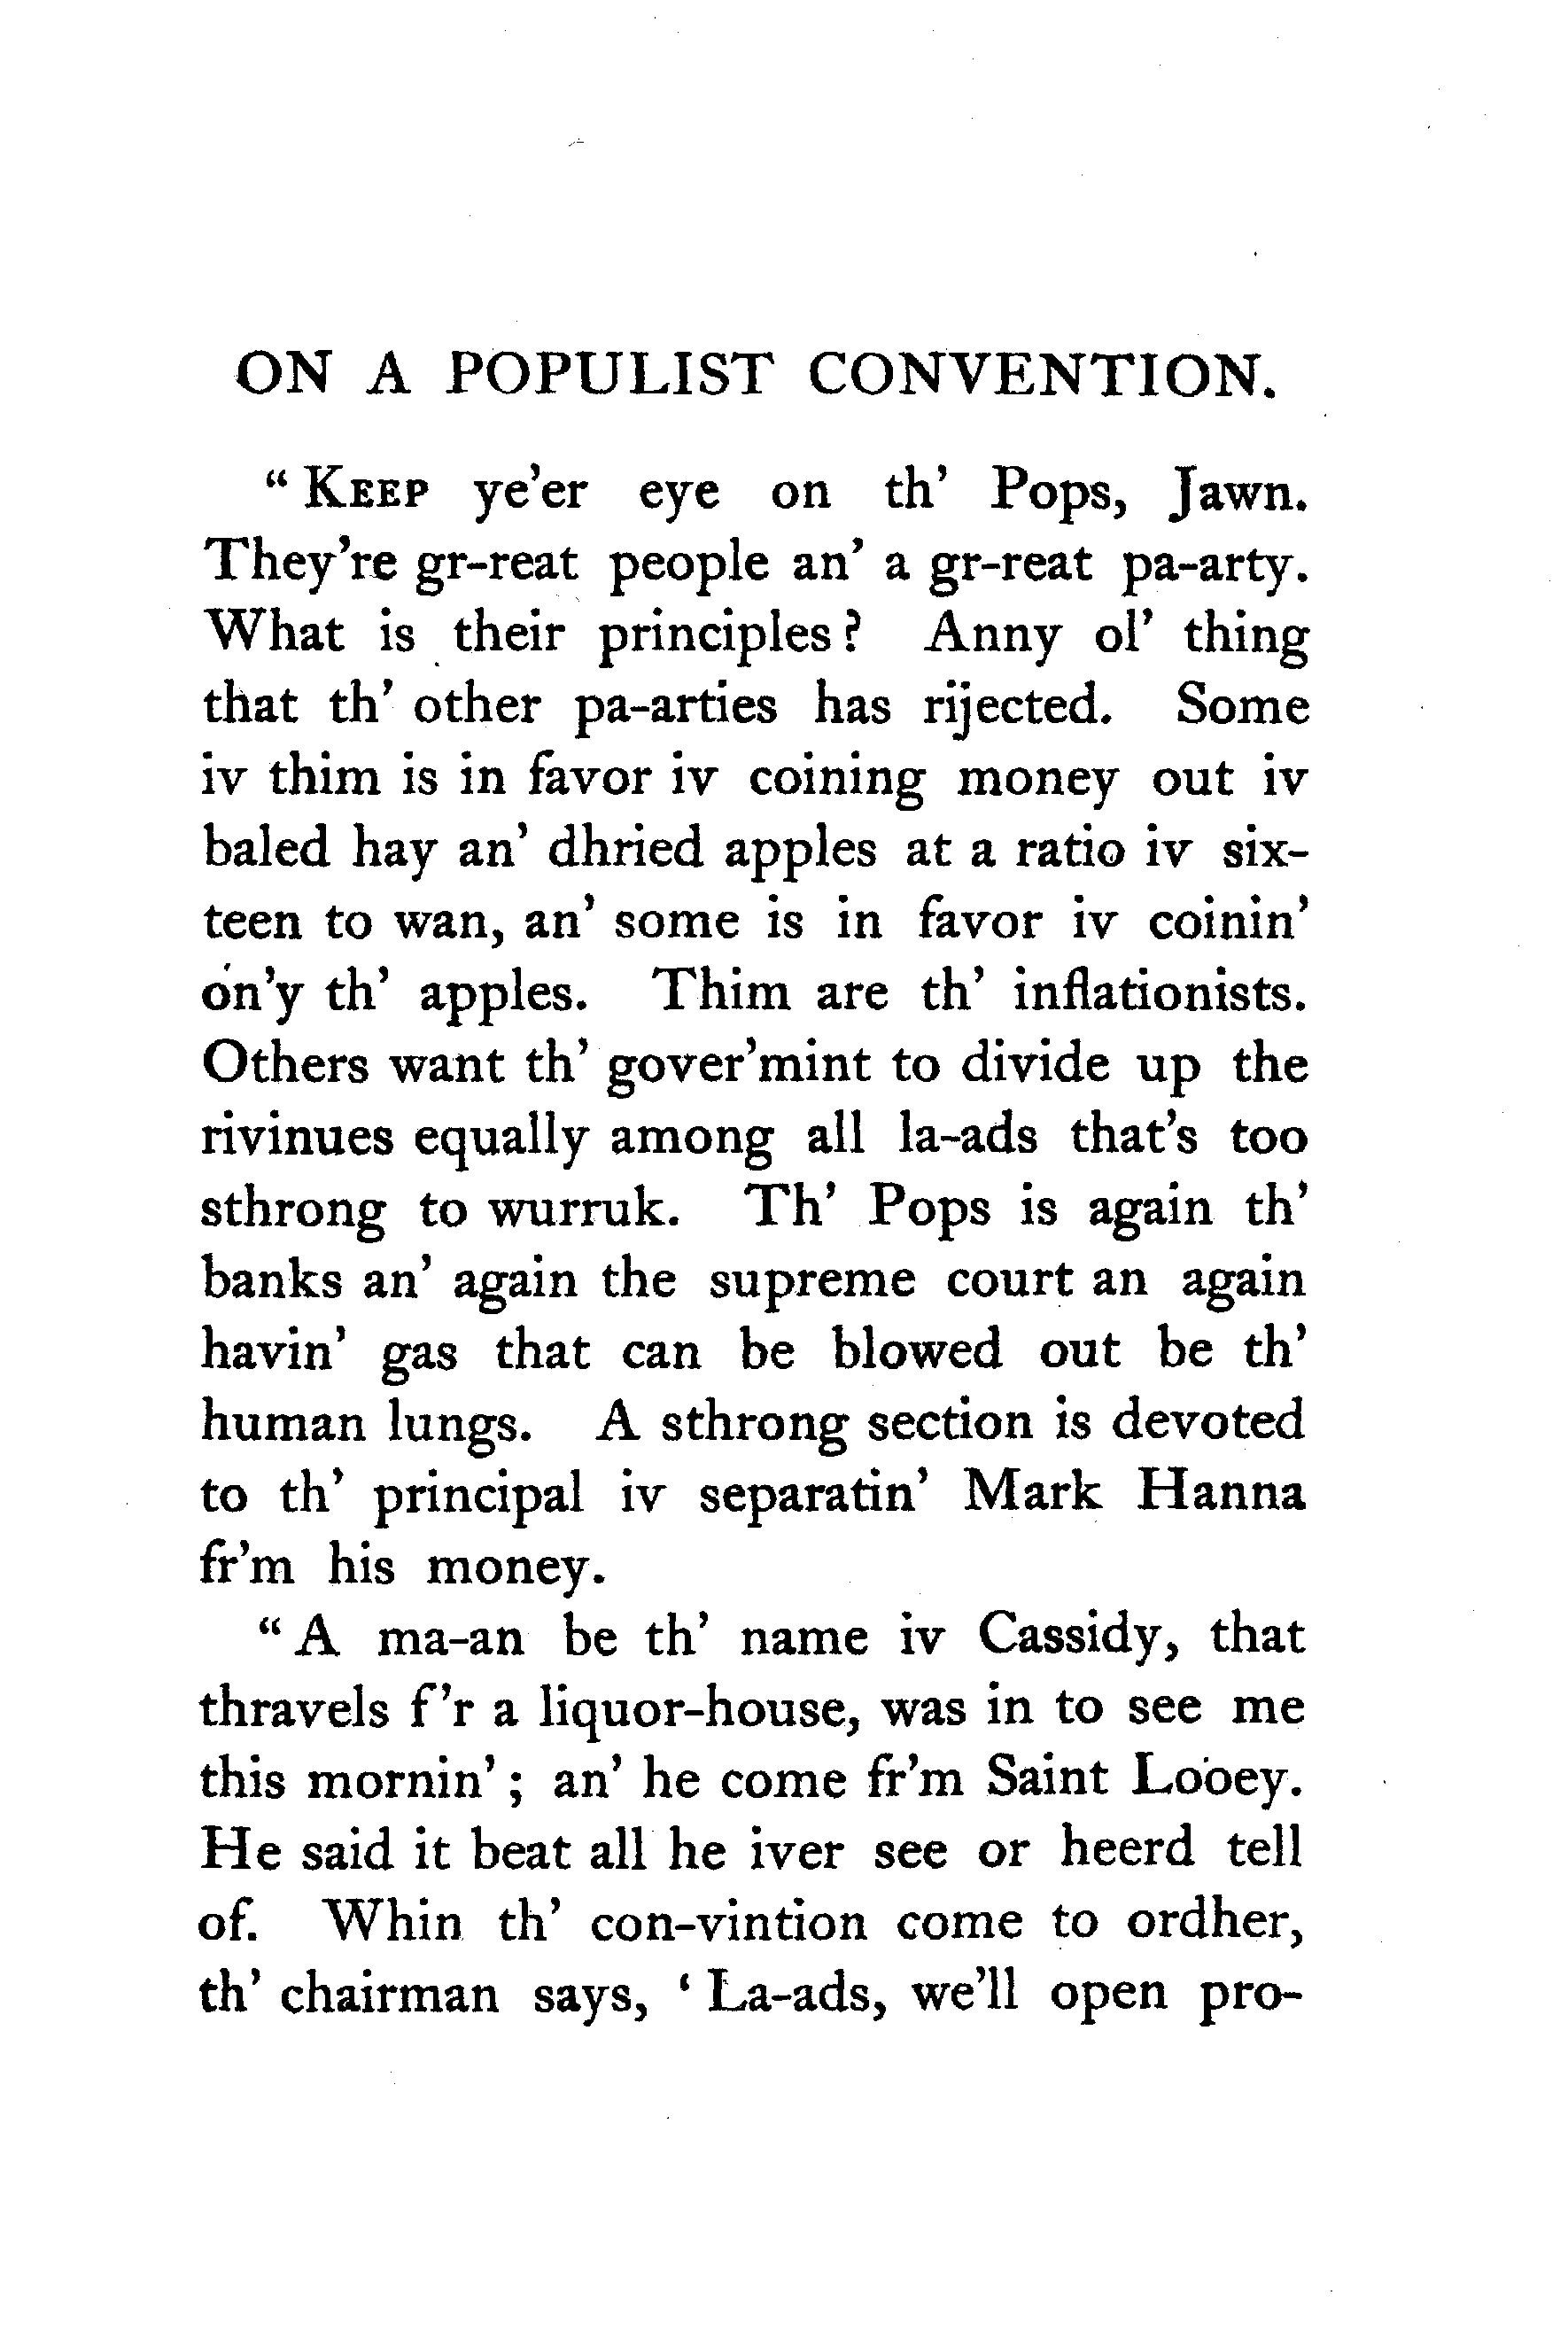 ON A POPULIST CONVENTION.
“ KEEP ye’er eye on th’ Pops, Jawn.
They’re gr-reat people an’ a gr-reat pa-arty.
What is their principles? Anny ol’ thing
that th’ other pa-arties has rijected. Some
iv thim is in favor iv coining money out iv
baled hay an’ dhried apples at a ratio iv six-
teen to wan, an’ some is in favor iv coinin’
on’y th’ apples. Thim are th’ inflationists.
Others want th’ gover’mint to divide up the
rivinues equally among all la-ads that’s too
sthrong to wurruk. Th’ Pops is again th’
banks an’ again the supreme court an again
havin’ gas that can be blowed out be th’
human lungs. A sthrong section is devoted
to th’ principal iv separatin’ Mark Hanna
fr’m his money.
“ A ma-an be th’ name iv Cassidy, that
thravels f’r a liquor-house, was in to see me
this mornin’; an’ he come fr’m Saint Looey.
He said it beat all he iver see or heerd tell
of. Whin th’ con-vintion come to ordher,
th’ chairman says, ‘ La-ads, we’ll open pro-